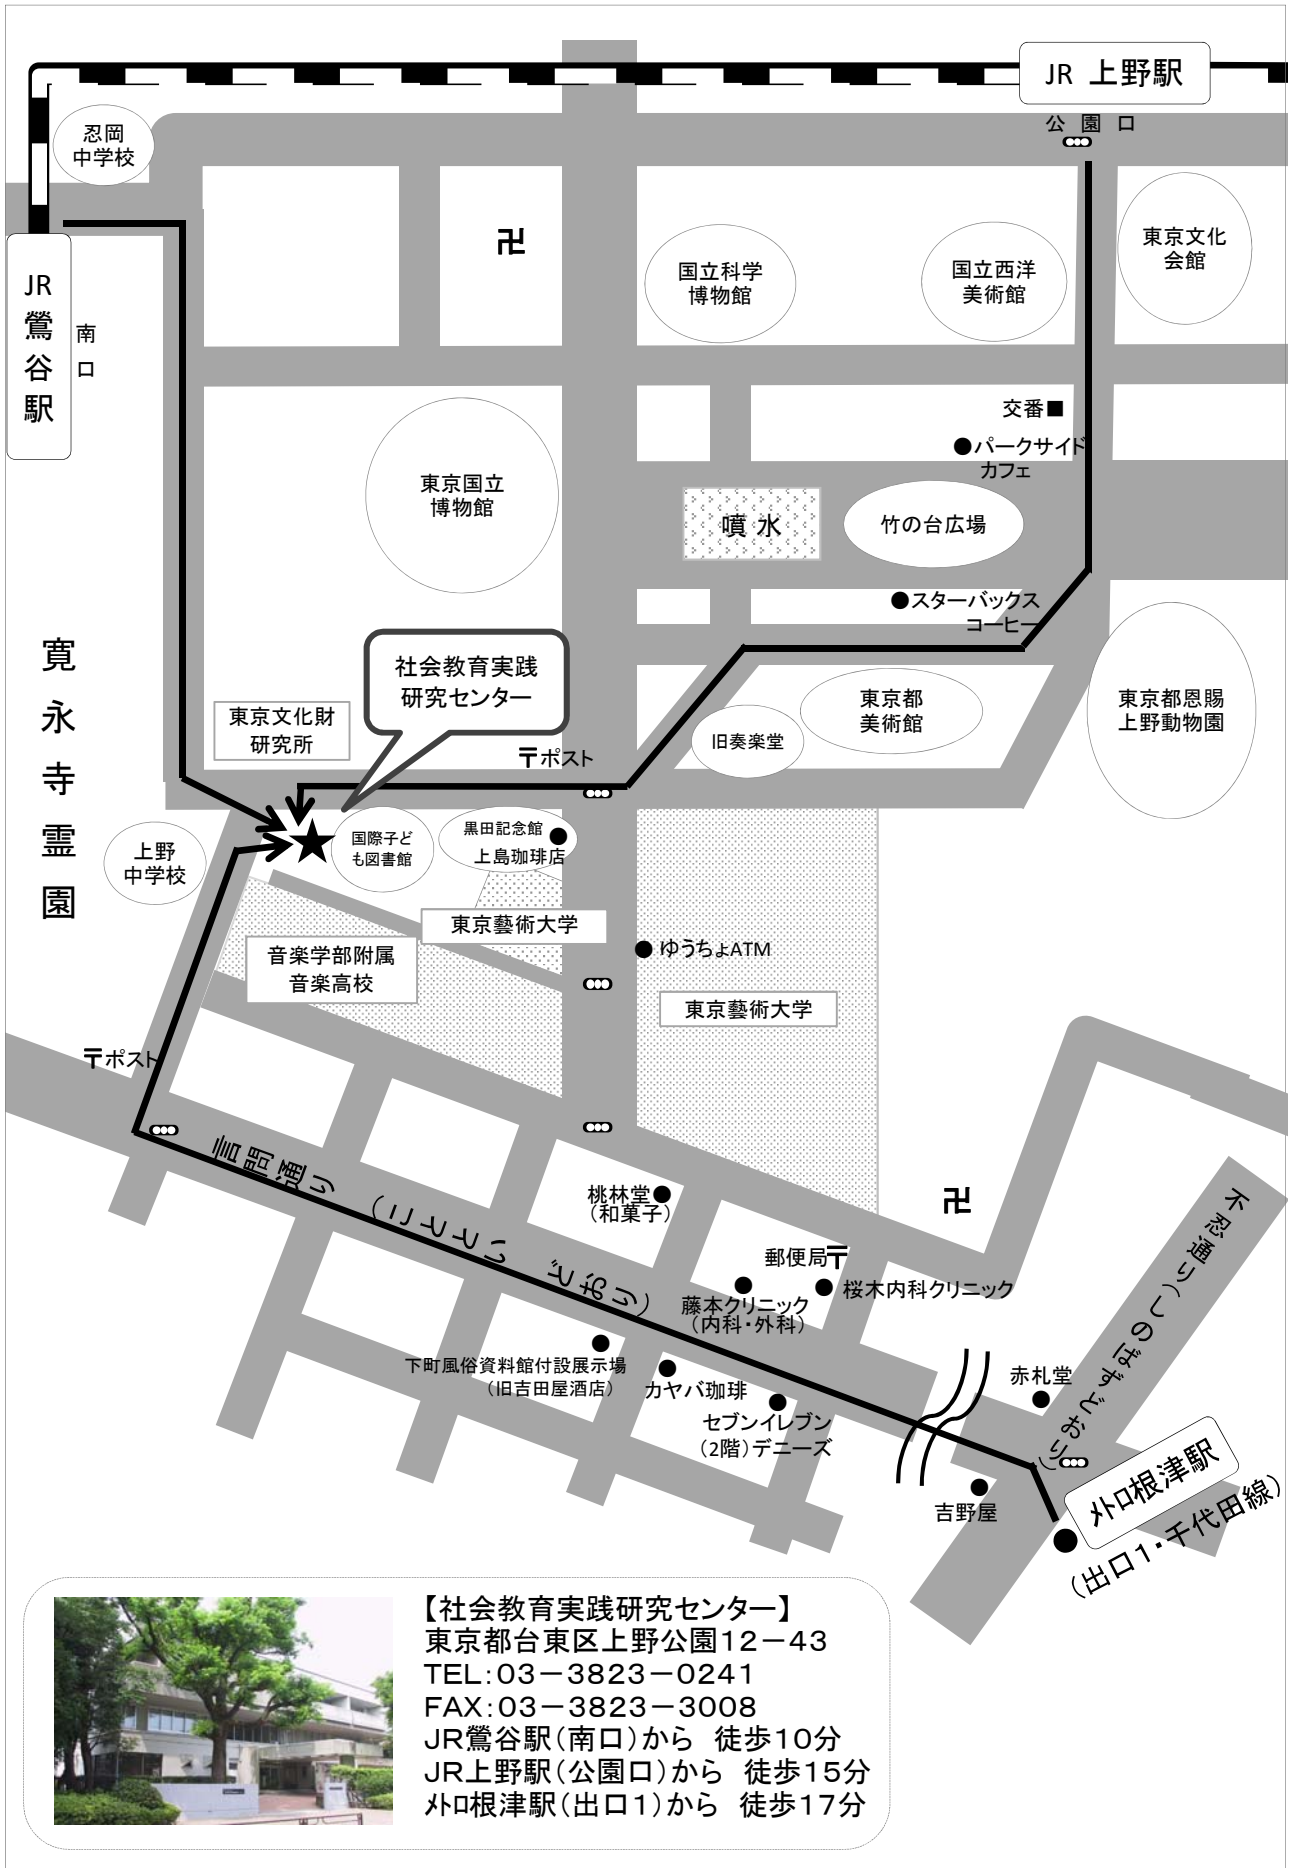 JR 上野駅
公園口
忍岡
中学校
卍
国立科学
博物館
国立西洋
美術館
東京文化
会館
JR
鶯谷駅
南口
交番■
●パークサイド
カフェ
東京国立
博物館
噴水
竹の台広場
●スターバックス
コーヒー
寛永寺霊園
社会教育実践
研究センター
東京文化財
研究所
東京都
美術館
東京都恩賜
上野動物園
旧奏楽堂
〒ポスト
★
国際子ど
も図書館
黒田記念館
上島珈琲店
上野
中学校
東京藝術大学
音楽学部附属
音楽高校
ゆうちょATM
東京藝術大学
〒ポスト
言問通り(こととい どおり)
桃林堂
(和菓子)
卍
不忍通り(しのばずどおり)
郵便局〒
藤本クリニック
(内科・外科)
桜木内科クリニック
下町風俗資料館付設展示場
(旧吉田屋酒店)
カヤバ珈琲
セブンイレブン
(2階)デニーズ
赤札堂
吉野屋
メトロ根津駅
(出口1・千代田線)
【社会教育実践研究センター】
東京都台東区上野公園12-43
TEL:03-3823-0241
FAX:03-3823-3008
JR鶯谷駅(南口)から 徒歩10分
JR上野駅(公園口)から 徒歩15分
メトロ根津駅(出口1)から 徒歩17分